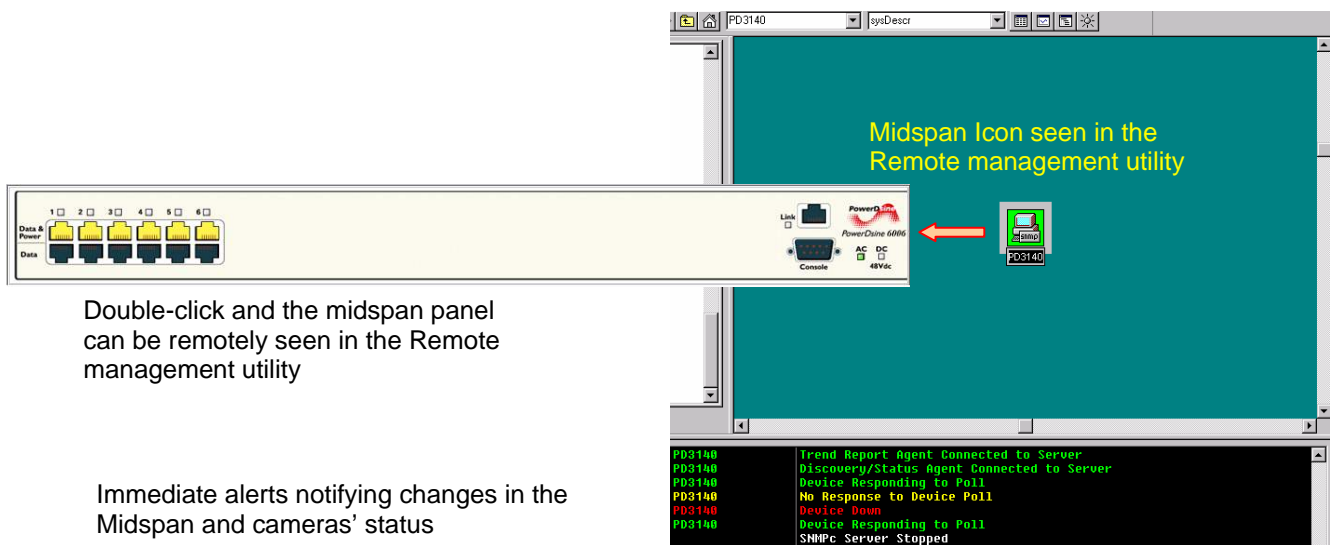 PD3140 sysDescr
Midspan Icon seen in the
Remote management utility
1 2 3 4 5 6
Data &
Power
Data
Link
PowerDsine
PowerDsine 6006
AC DC
48Vdc
Console
snmp
PD3140
Double-click and the midspan panel
can be remotely seen in the Remote
management utility
Immediate alerts notifying changes in the
Midspan and cameras’ status
PD3140 Trend Report Agent Connected to Server
PD3140 Discovery/Status Agent Connected to Server
PD3140 Device Responding to Poll
PD3140 No Response to Device Poll
PD3140 Device Down
PD3140 Device Responding to Poll
SNMPc Server Stopped